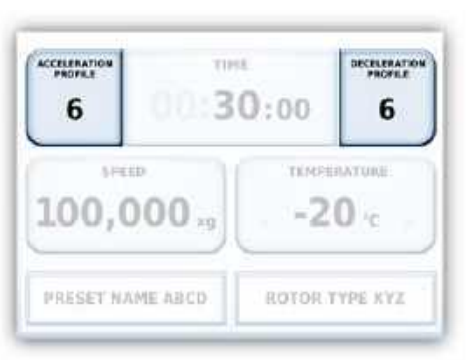 ACCELERATION
PROFILE
6
TIME
00:30:00
DECELERATION
PROFILE
6
SPEED
100,000 xg
TEMPERATURE
-20 °C
PRESET NAME ABCD
ROTOR TYPE XYZ